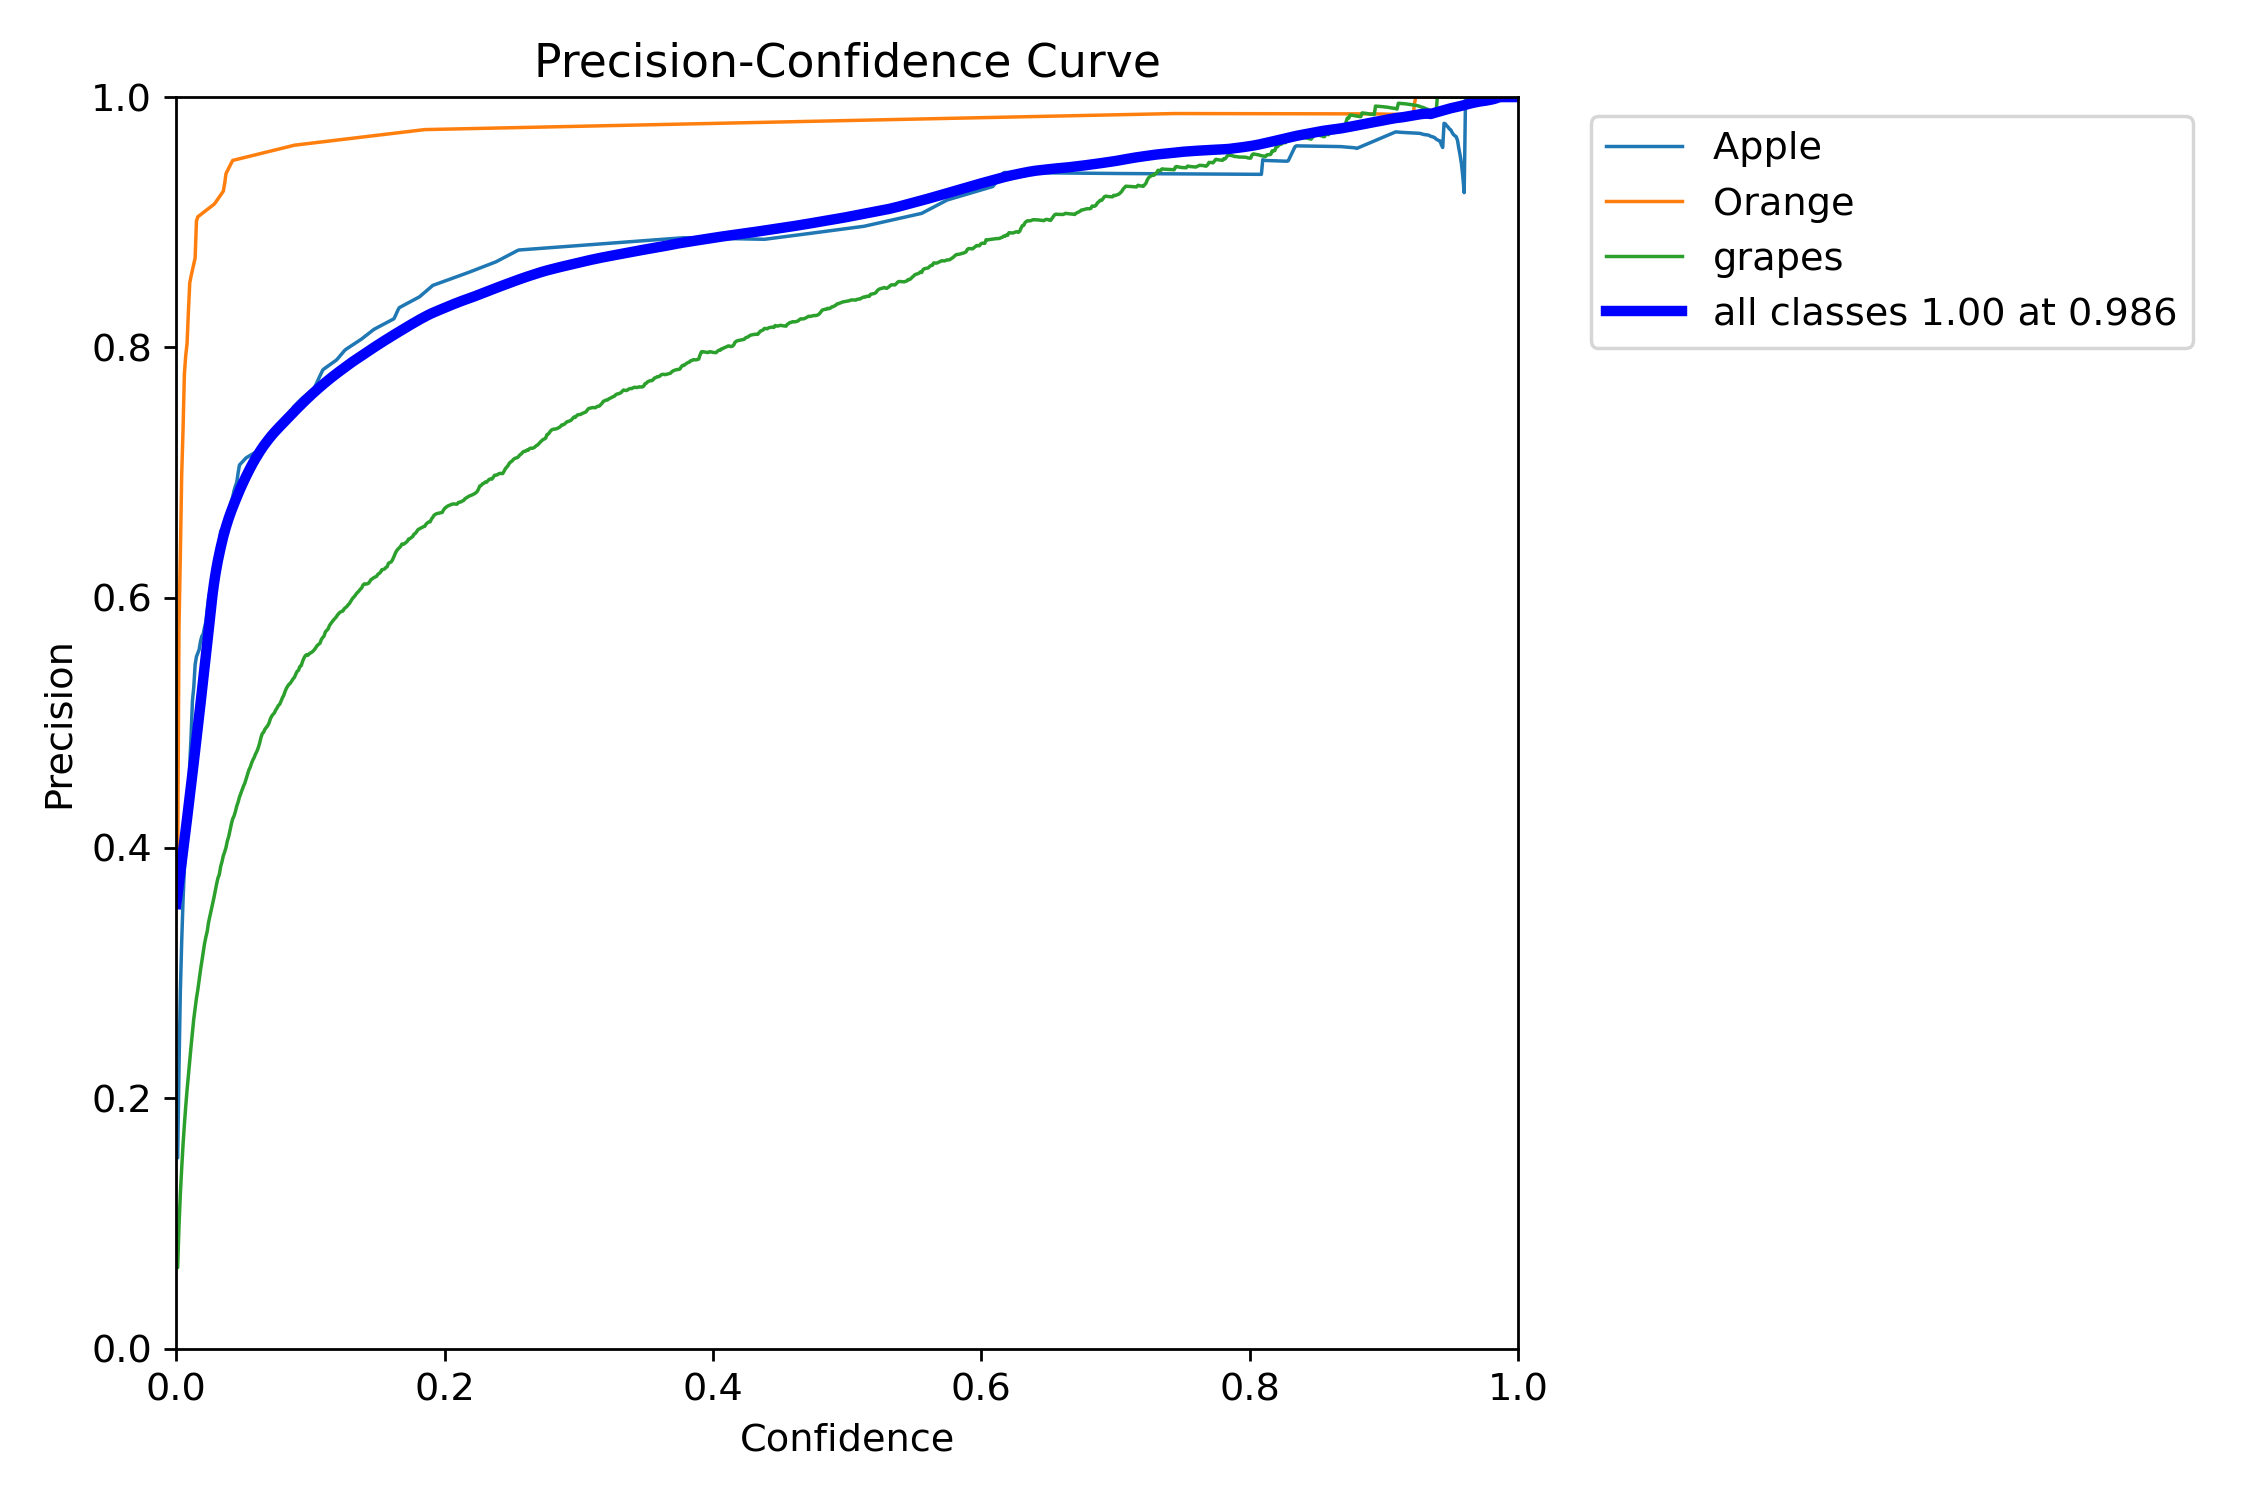 Precision-Confidence Curve
1.0
0.8
0.6
0.4
0.2
0.0
Precision
0.0 0.2 0.4 0.6 0.8 1.0
Confidence
Apple
Orange
grapes
all classes 1.00 at 0.986